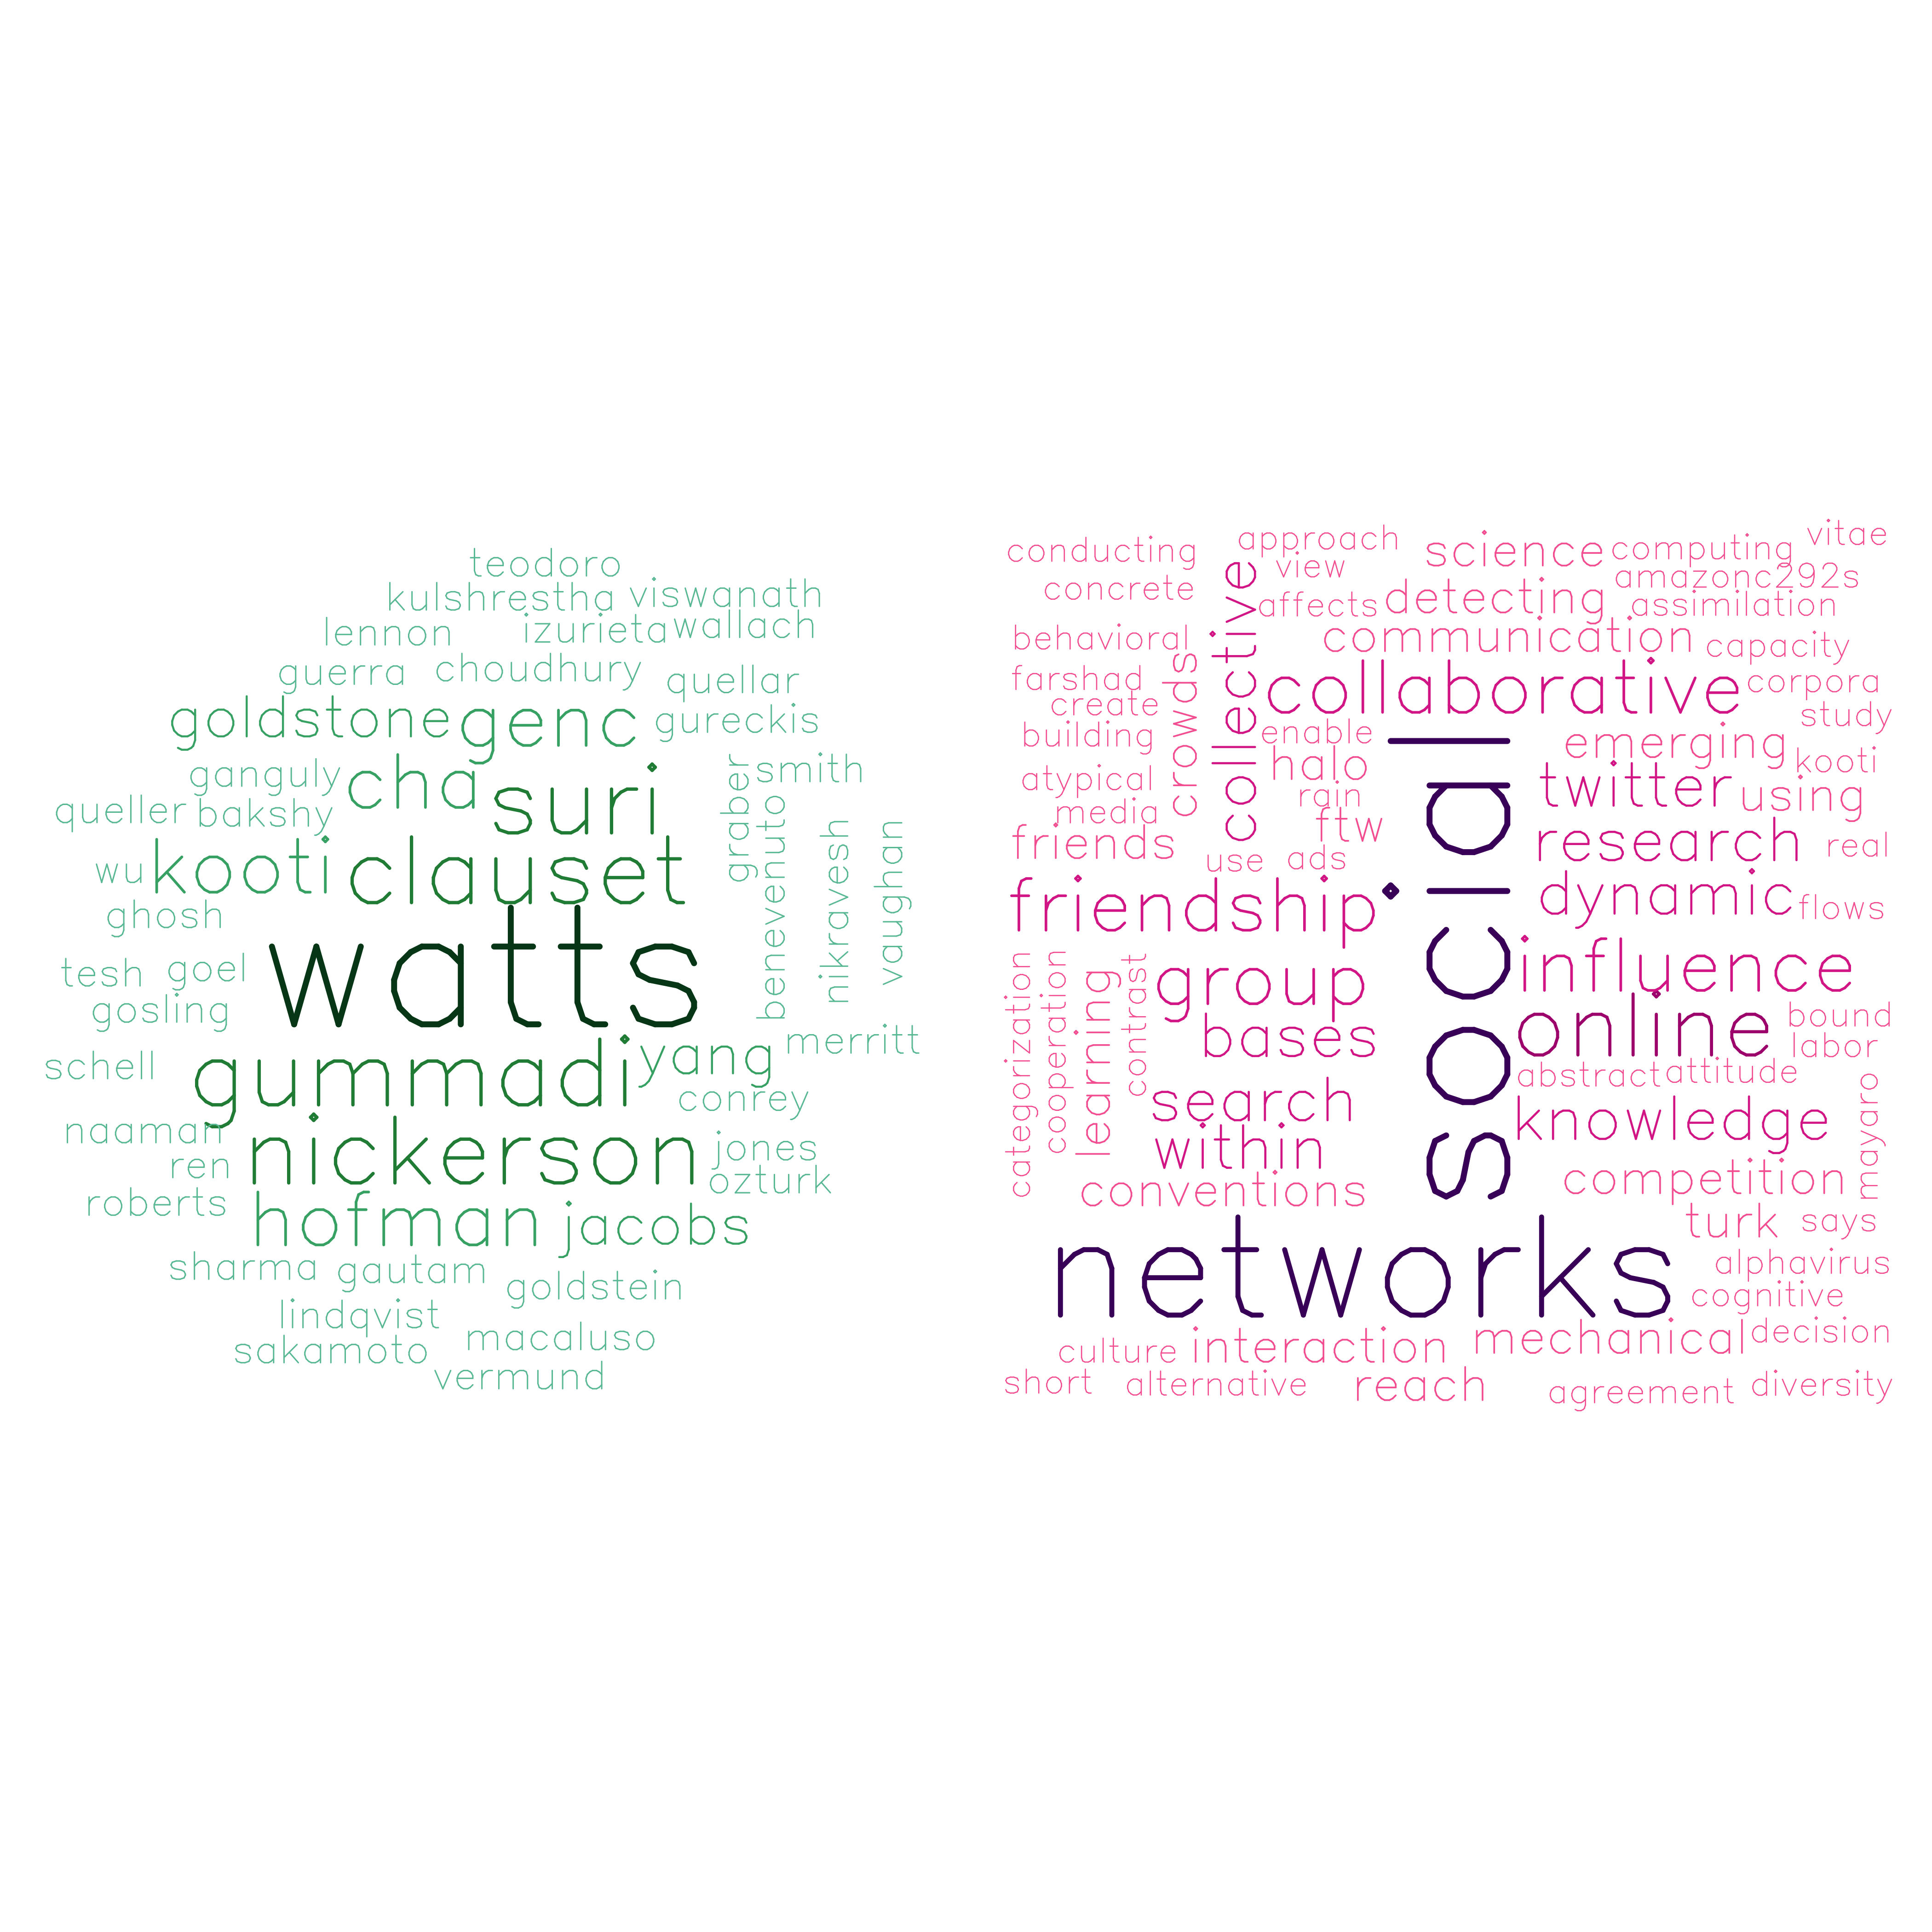 teodoro
kulshrestha viswanath
lennon izurieta wallach
guerra choudhury quellar
goldstone genc gureckis
ganguly cha suri smith
queller bakshy
graber
benevenuto
nikravesh
vaughan
wu kooti clauset
ghosh
watts
tesh goel
gosling
schell gummadi yang merritt
conrey
naaman nickerson jones
ren ozturk
roberts hofman jacobs
sharma gautam goldstein
lindqvist
sakamoto macaluso
vermund
conducting approach science computing vitae
concrete view detecting amazonc292s
affects assimilation
behavioral communication capacity
collective
crowds
farshad collaborative corpora
create study
building enable emerging kooti
atypical halo twitter using
media rain
friends ftw research real
use ads
friendship dynamic flows
social
categorization
cooperation
learning
contrast
group influence
bases online bound
labor
abstract attitude
search knowledge
within mayaro
conventions competition
turk says
networks alphavirus
cognitive
culture interaction mechanical decision
short alternative reach agreement diversity